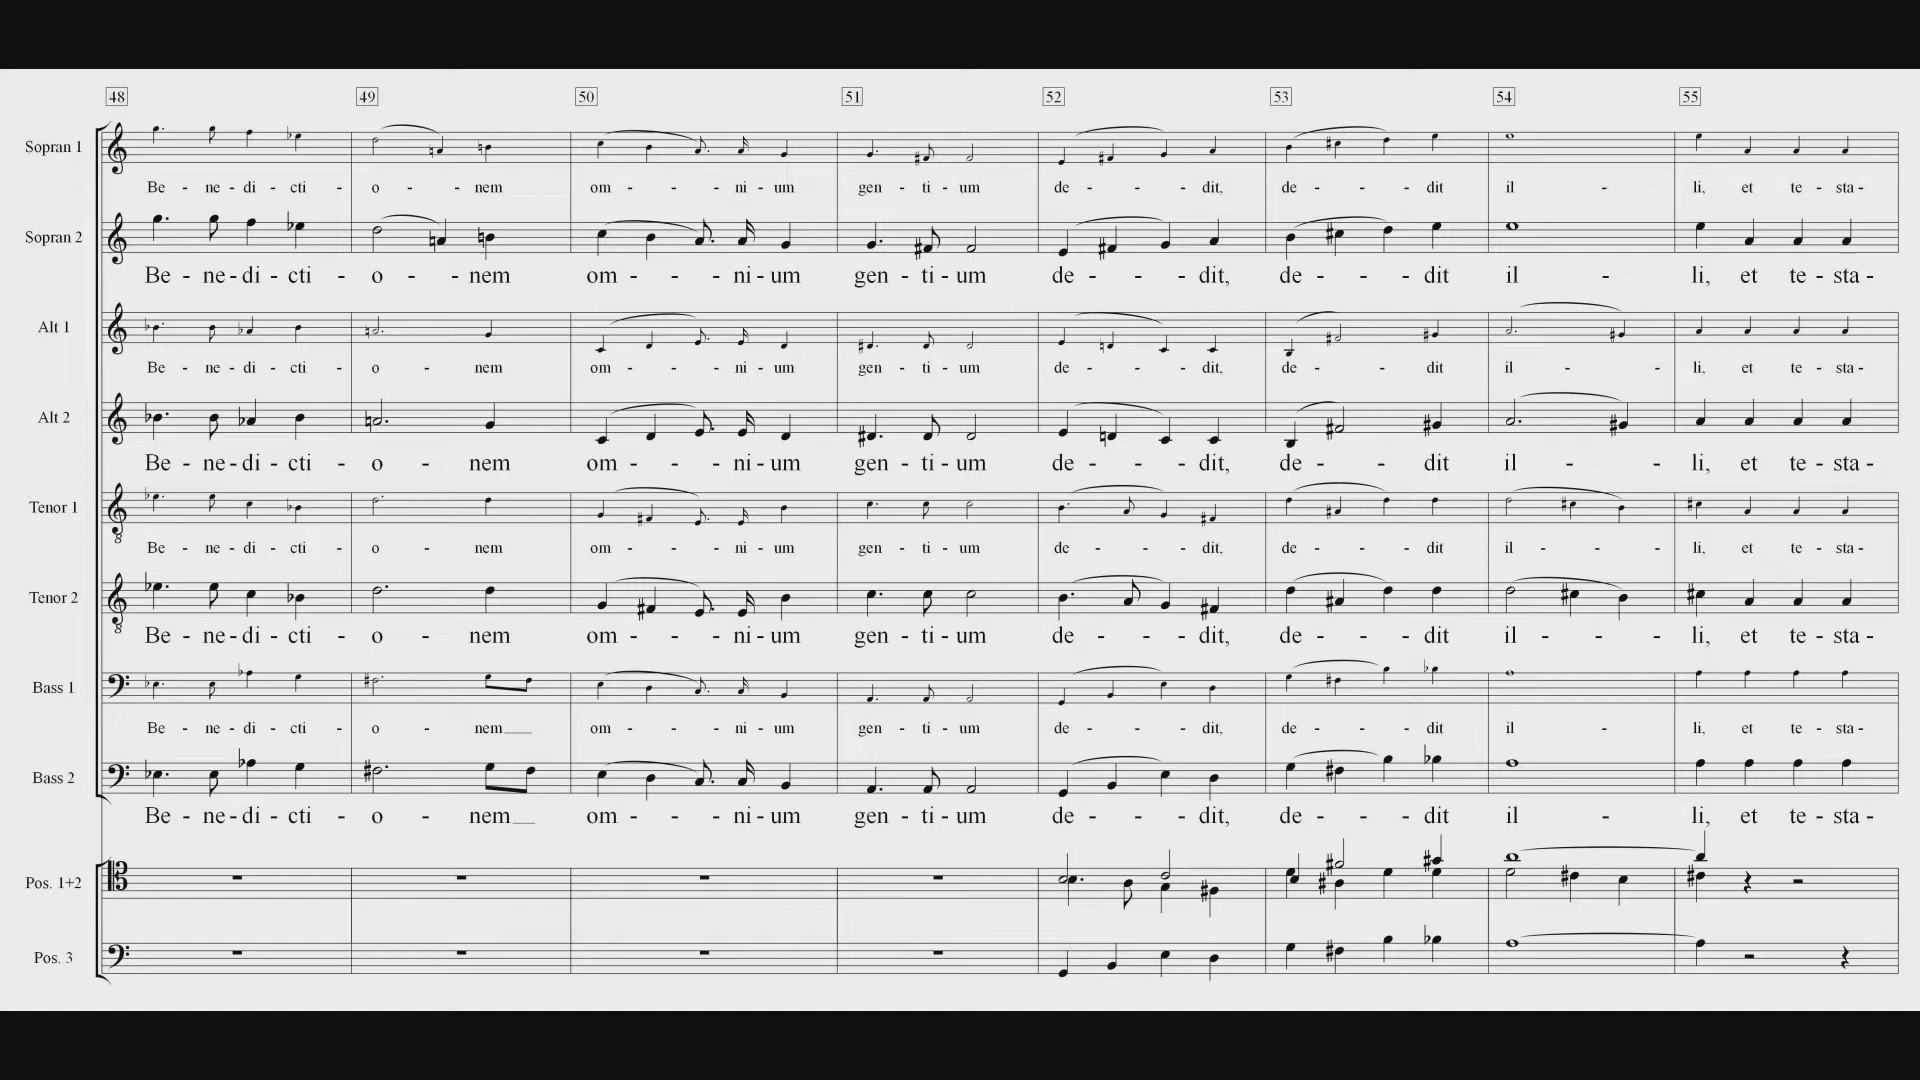 48 49 50 51 52 53 54 55
Sopran 1
Be - ne - di - cti - o - - nem om - - - ni - um gen - ti - um de - - - dit, de - - - dit il - li, et te - sta -
Sopran 2
Be - ne - di - cti - o - - nem om - - - ni - um gen - ti - um de - - - dit, de - - - dit il - li, et te - sta -
Alt 1
Be - ne - di - cti - o - nem om - - - ni - um gen - ti - um de - - - dit, de - - dit il - - li, et te - sta -
Alt 2
Be - ne - di - cti - o - nem om - - - ni - um gen - ti - um de - - - dit, de - - dit il - - li, et te - sta -
Tenor 1
Be - ne - di - cti - o - nem om - - - ni - um gen - ti - um de - - - dit, de - - - dit il - - - li, et te - sta -
Tenor 2
Be - ne - di - cti - o - nem om - - - ni - um gen - ti - um de - - - dit, de - - - dit il - - - li, et te - sta -
Bass 1
Be - ne - di - cti - o - nem om - - - ni - um gen - ti - um de - - - dit, de - - - dit il - li, et te - sta -
Bass 2
Be - ne - di - cti - o - nem om - - - ni - um gen - ti - um de - - - dit, de - - - dit il - li, et te - sta -
Pos. 1+2
Pos. 3